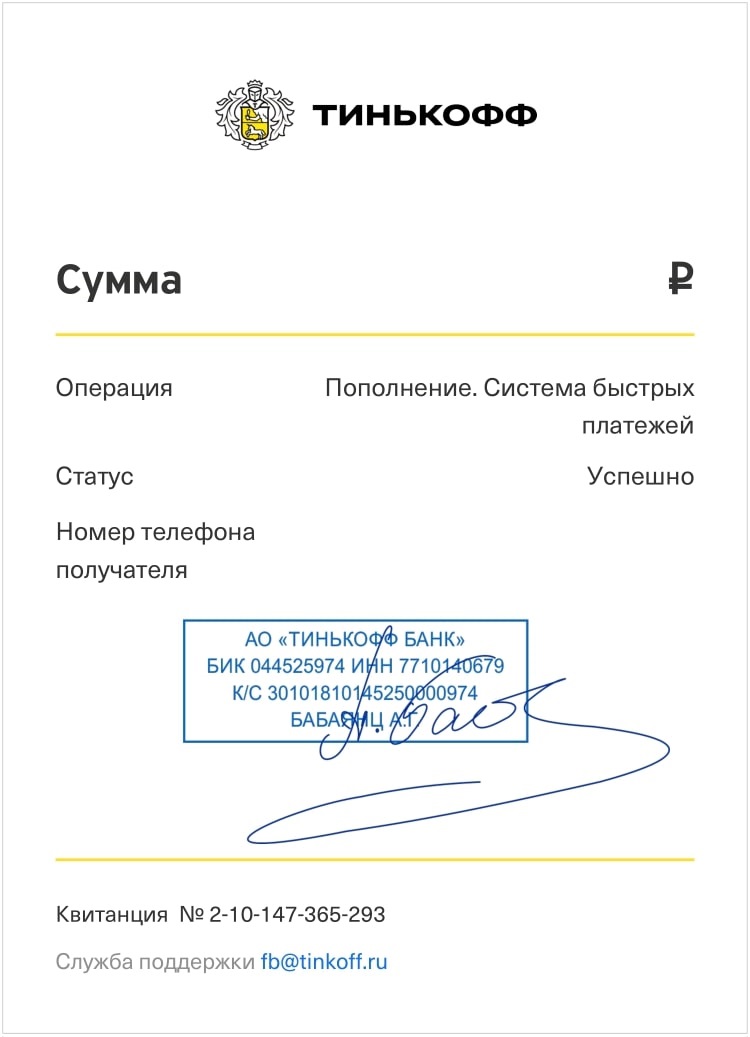 ТИНЬКОФФ
Сумма ₽
Операция Пополнение. Система быстрых
платежей
Статус Успешно
Номер телефона
получателя
АО «ТИНЬКОФФ БАНК»
БИК 044525974 ИНН 7710140679
К/С 30101810145250000974
БАБАЯНЦ А.Г
Квитанция № 2-10-147-365-293
Служба поддержки fb@tinkoff.ru